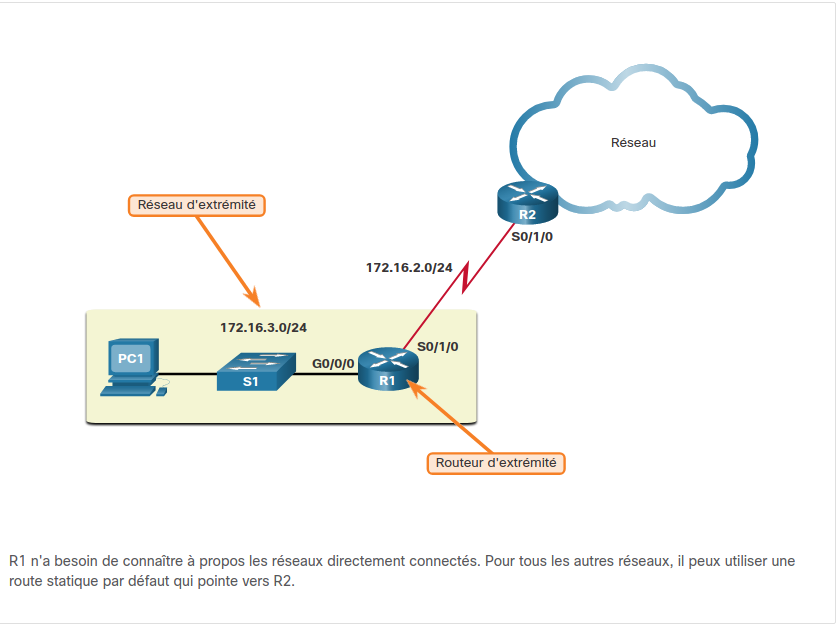 Réseau
R2
S0/1/0
Réseau d'extrémité
172.16.2.0/24
172.16.3.0/24
S0/1/0
PC1
G0/0/0
S1
R1
Routeur d'extrémité
R1 n'a besoin de connaître à propos les réseaux directement connectés. Pour tous les autres réseaux, il peux utiliser une
route statique par défaut qui pointe vers R2.